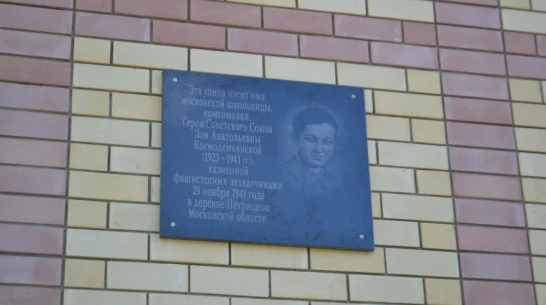 Эта улица носит имя
московской школьницы,
комсомолки,
Героя Советского Союза
Зои Анатольевны
Космодемьянской
(1923 - 1941 гг.)
казненной
фашистскими захватчиками
29 ноября 1941 года
в деревне Петрищево
Московской области